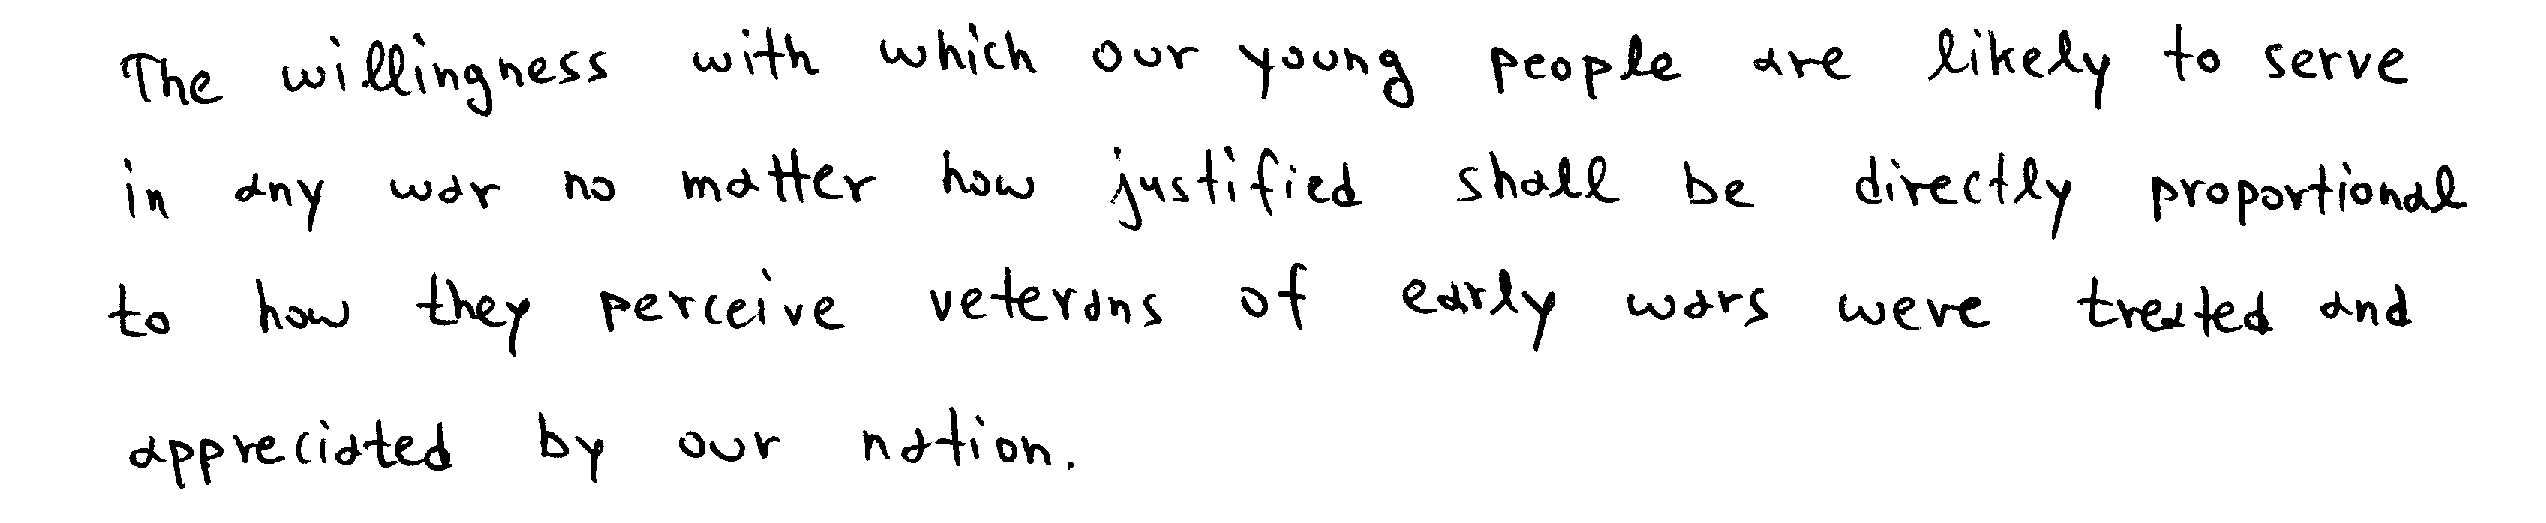 The willingness with which our young people are likely to serve
in any war no matter how justified shall be directly proportional
to how they perceive veterans of early wars were treated and
appreciated by our nation.